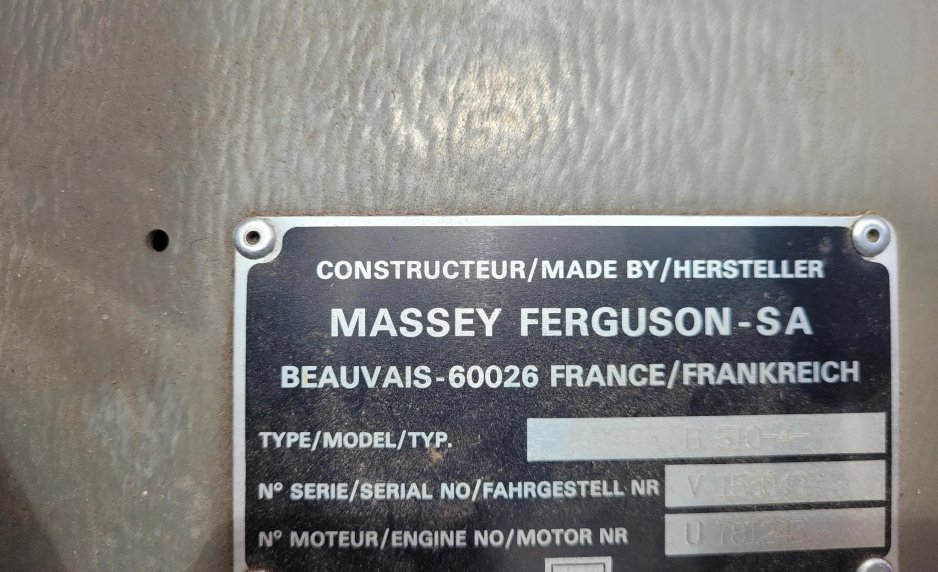 CONSTRUCTEUR/MADE BY/HERSTELLER
MASSEY FERGUSON-SA
BEAUVAIS-60026 FRANCE/FRANKREICH
TYPE/MODEL/TYP. B
N° SERIE/SERIAL NO/FAHRGESTELL NR V
N° MOTEUR/ENGINE NO/MOTOR NR U